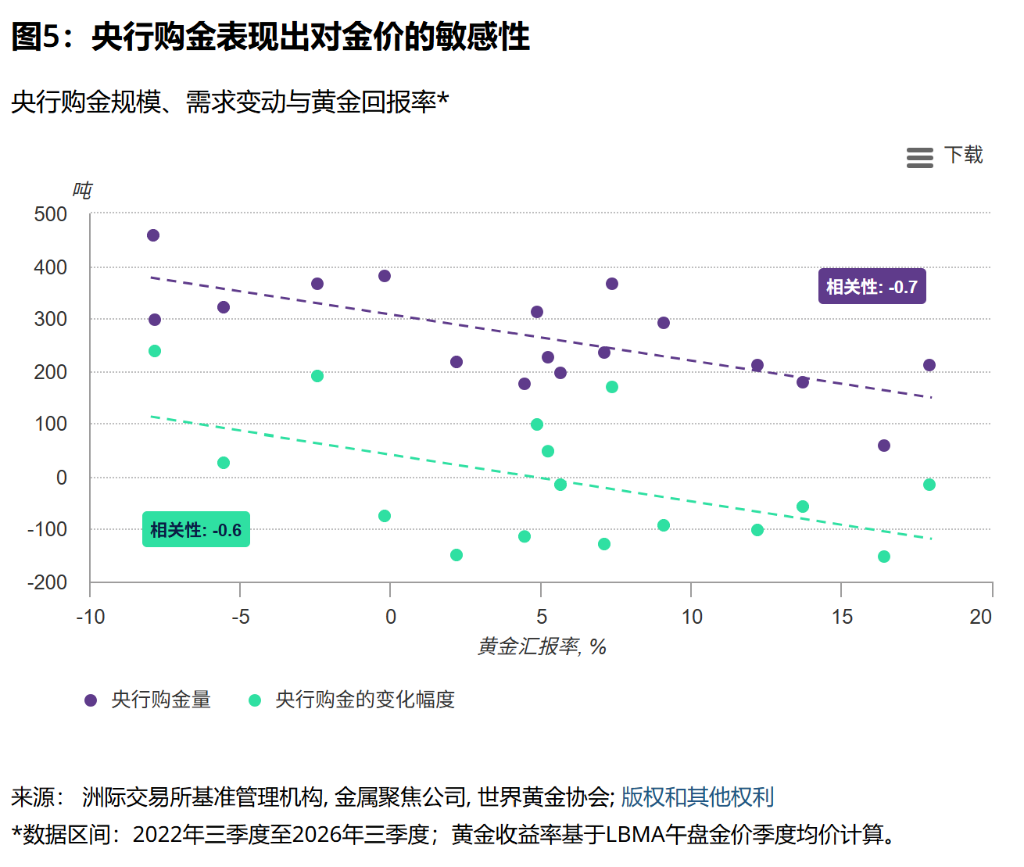 图5：央行购金表现出对金价的敏感性
央行购金规模、需求变动与黄金回报率*
下载
吨
500
400
300
200
100
0
-100
-200
相关性: -0.7
相关性: -0.6
-10 -5 0 5 10 15 20
黄金汇报率, %
央行购金量 央行购金的变化幅度
来源： 洲际交易所基准管理机构, 金属聚焦公司, 世界黄金协会; 版权和其他权利
*数据区间：2022年三季度至2026年三季度；黄金收益率基于LBMA午盘金价季度均价计算。